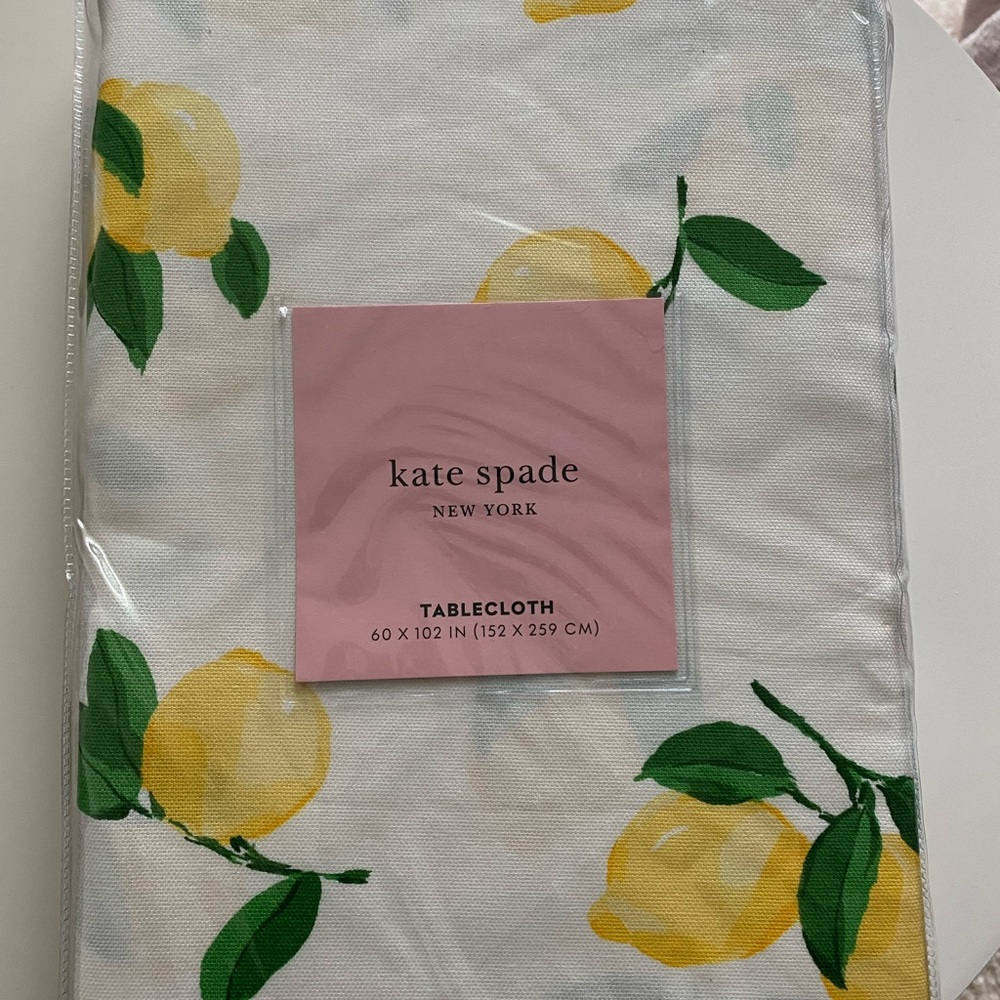 kate spade
NEW YORK
TABLECLOTH
60 X 102 IN (152 X 259 CM)